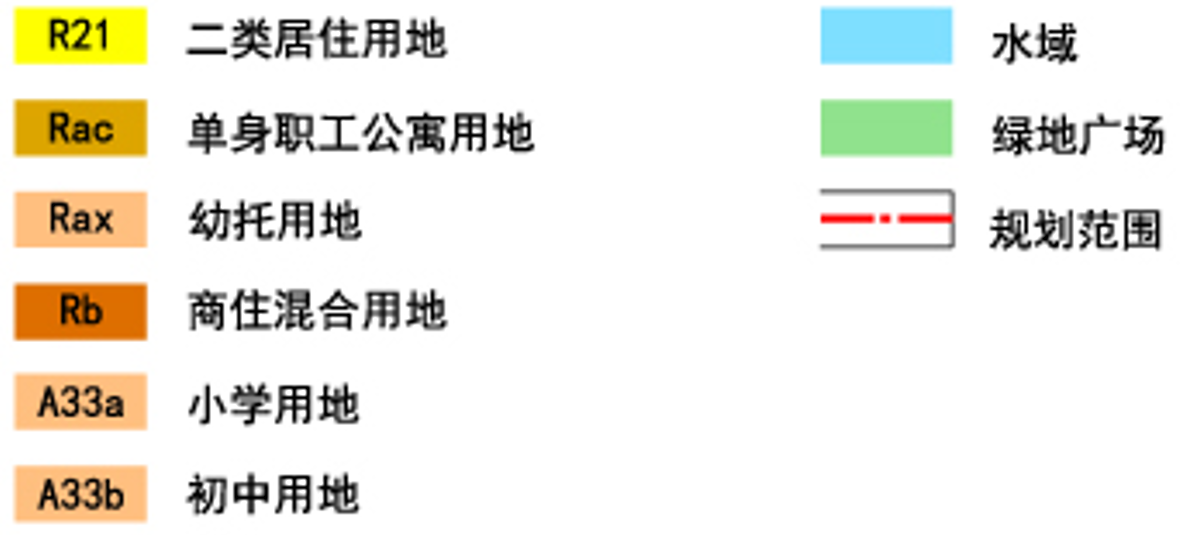 R21 二类居住用地
Rac 单身职工公寓用地
Rax 幼托用地
Rb 商住混合用地
A33a 小学用地
A33b 初中用地
水域
绿地广场
规划范围